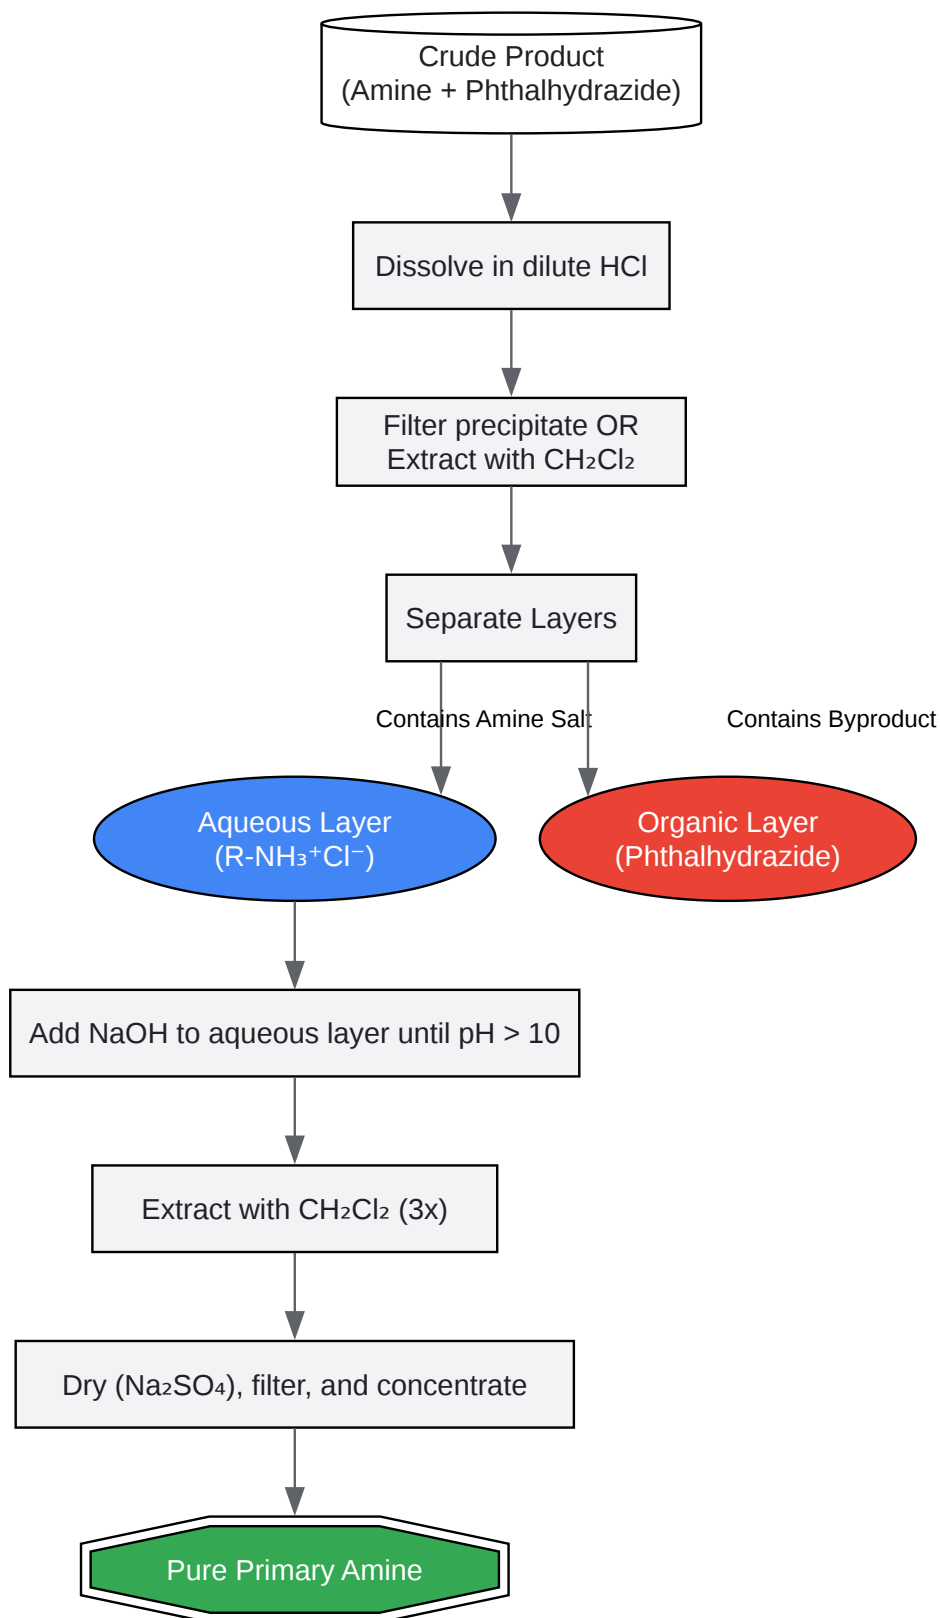 Crude Product
(Amine + Phthalhydrazide)
Dissolve in dilute HCl
Filter precipitate OR
Extract with CH₂Cl₂
Separate Layers
Contains Amine Salt
Contains Byproduct
Aqueous Layer
(R-NH₃⁺Cl⁻)
Organic Layer
(Phthalhydrazide)
Add NaOH to aqueous layer until pH > 10
Extract with CH₂Cl₂ (3x)
Dry (Na₂SO₄), filter, and concentrate
Pure Primary Amine